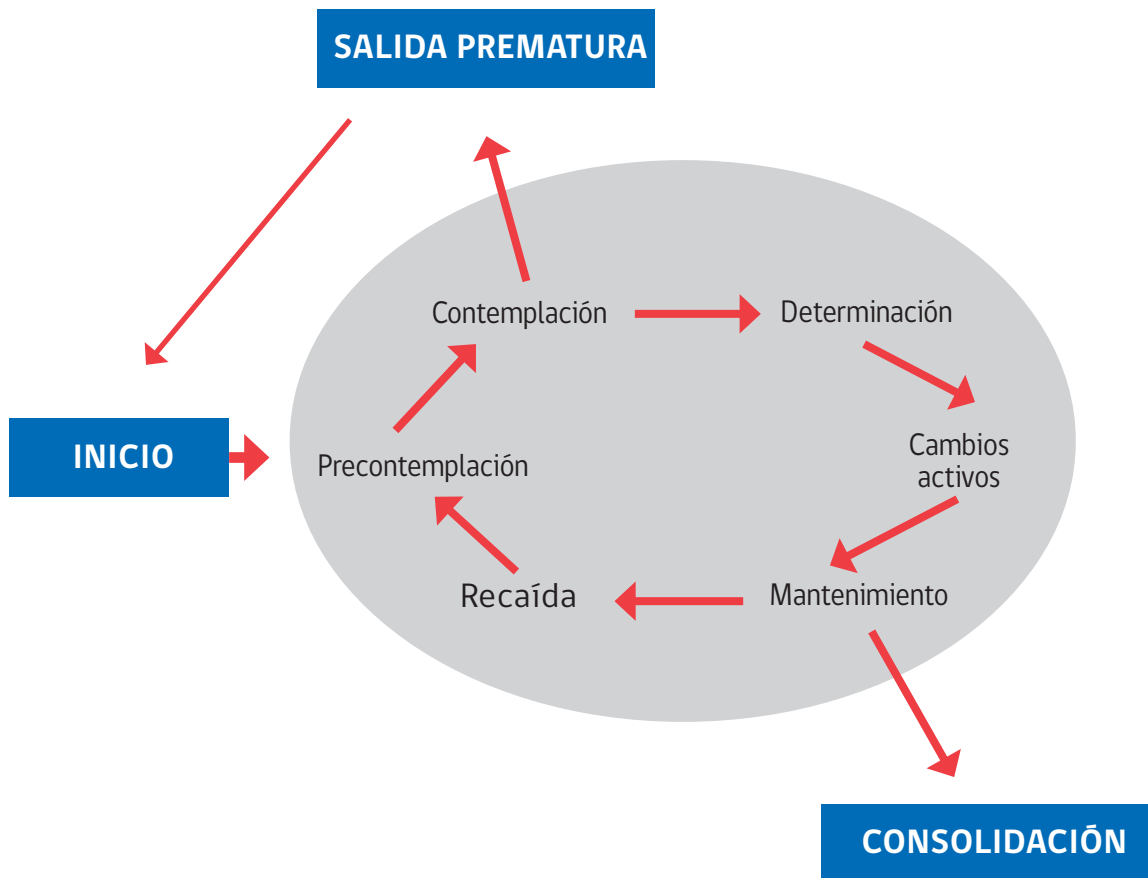 SALIDA PREMATURA
Contemplación
Determinación
INICIO
Precontemplación
Cambios
activos
Recaída
Mantenimiento
CONSOLIDACIÓN